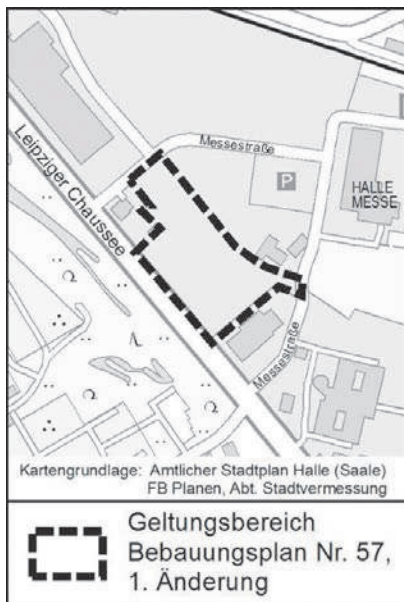 Messestraße
Leipziger Chaussee
P
HALLE
MESSE
Messestraße
Kartengrundlage: Amtlicher Stadtplan Halle (Saale)
FB Planen, Abt. Stadtvermessung
Geltungsbereich
Bebauungsplan Nr. 57,
1. Änderung